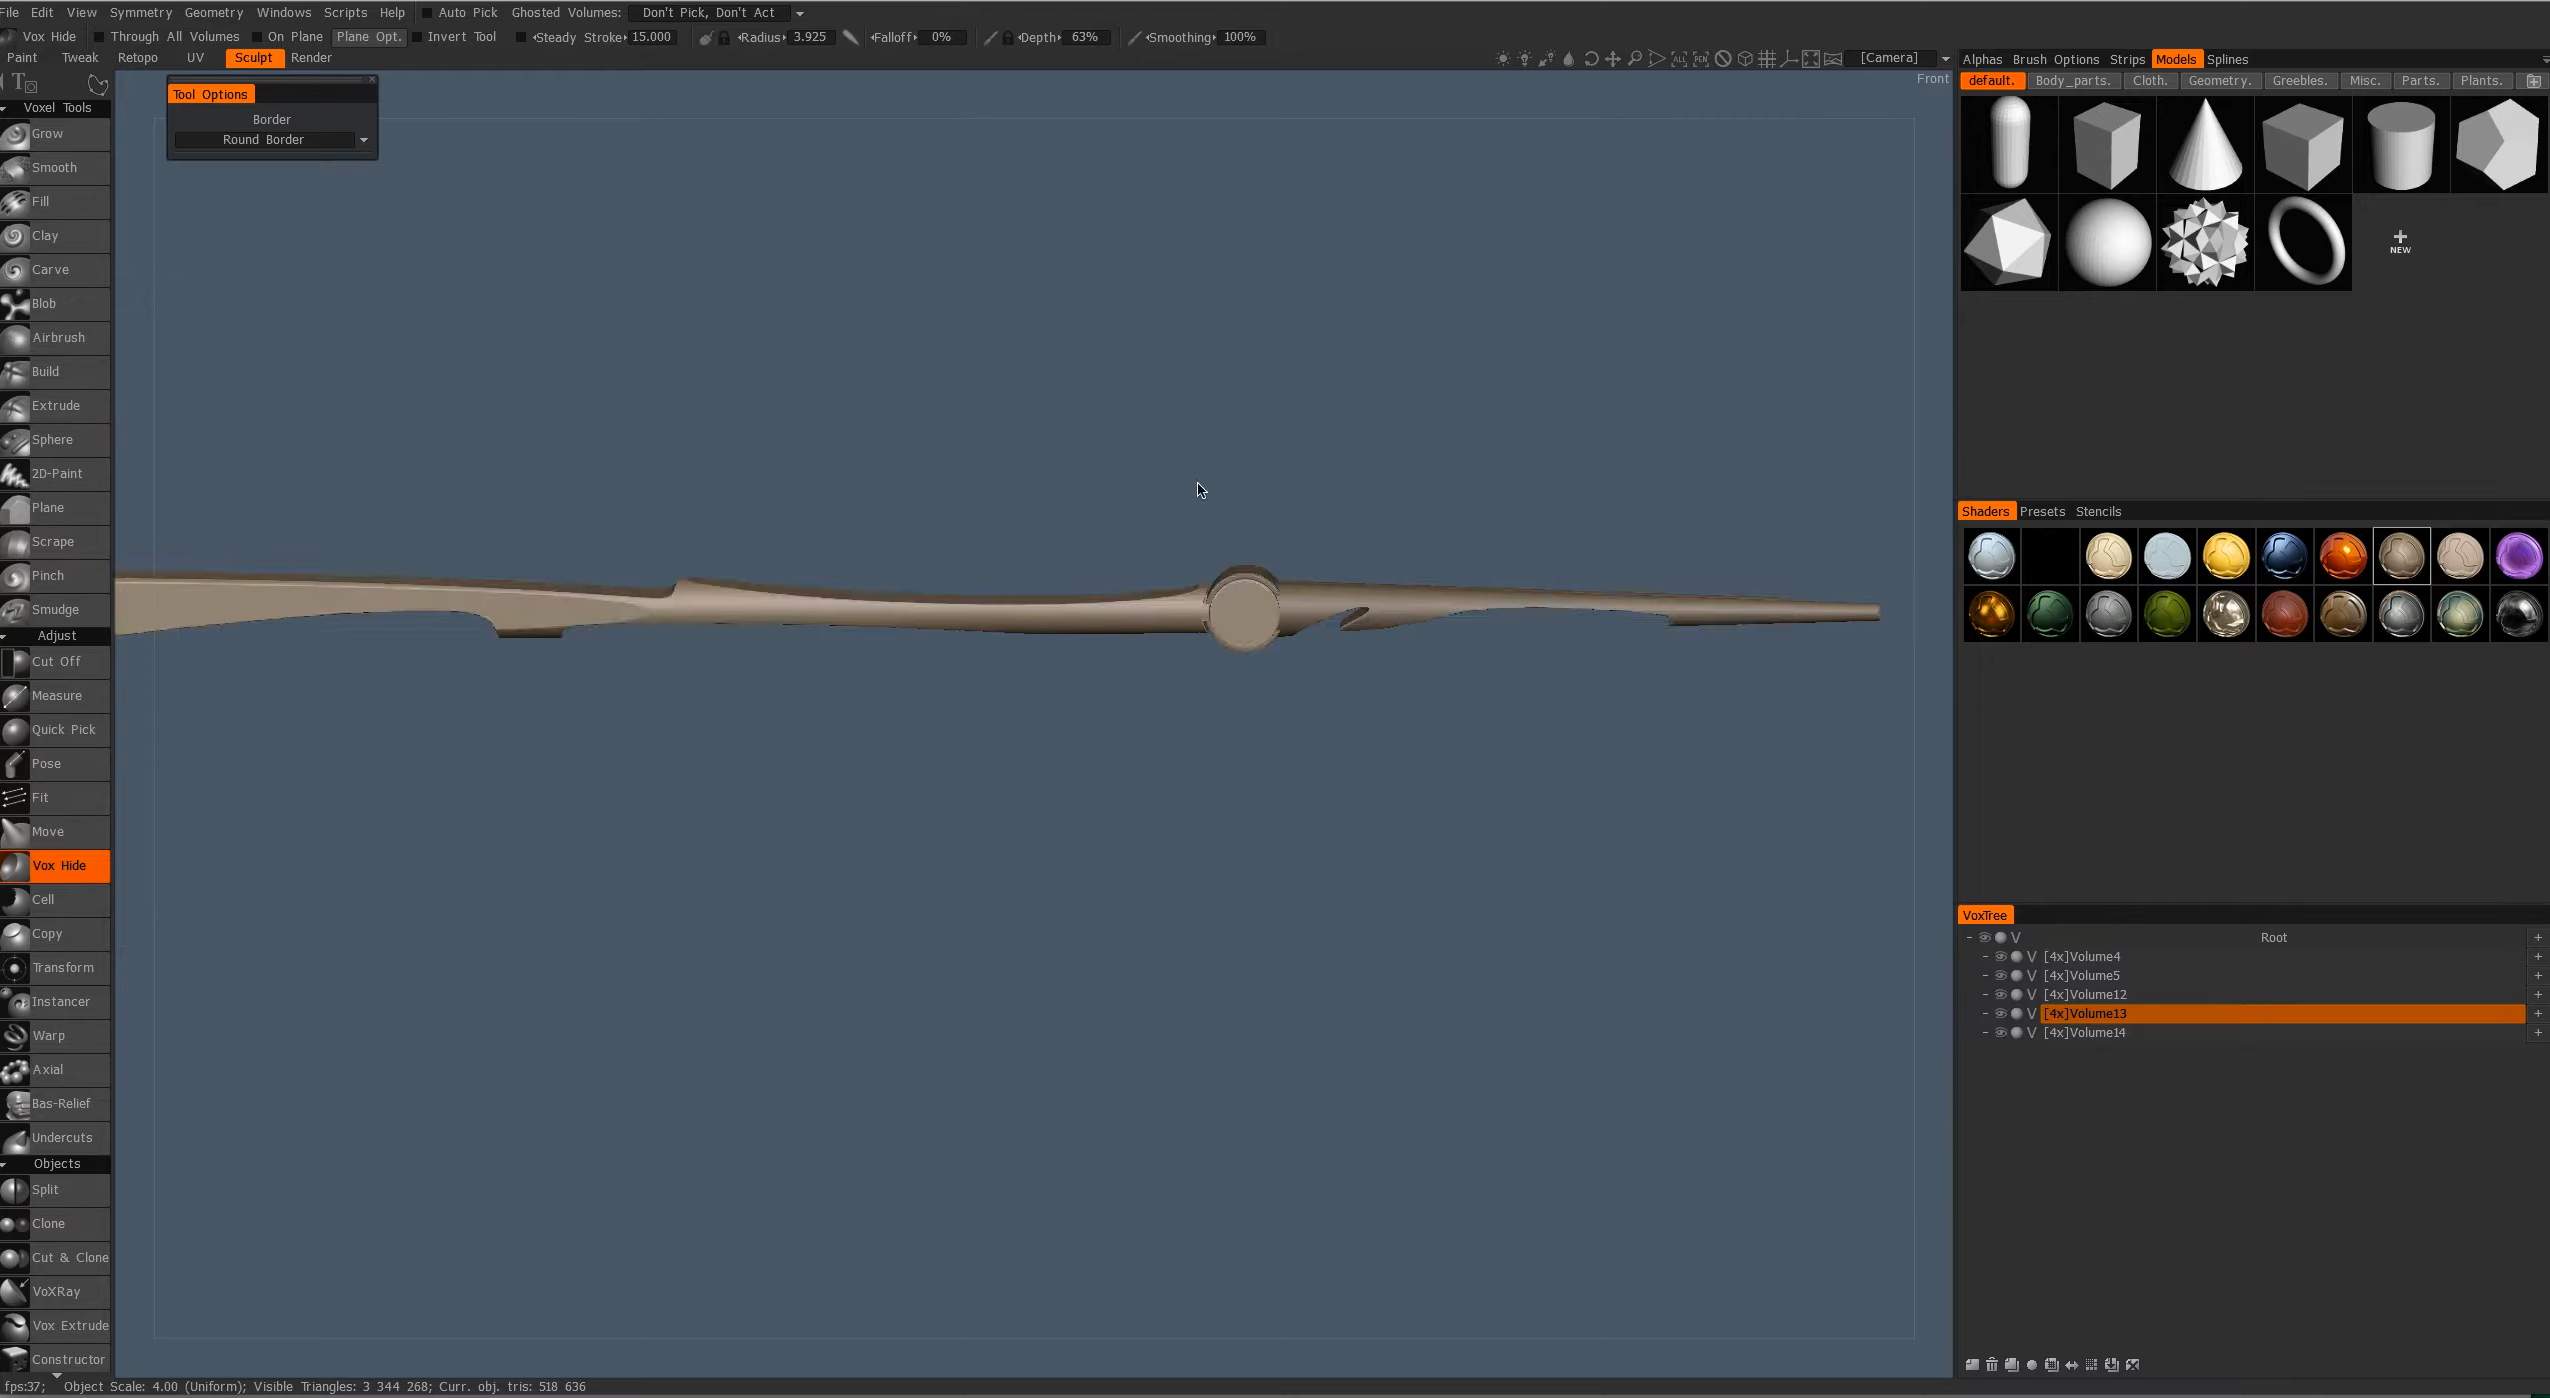 File Edit View Symmetry Geometry Windows Scripts Help Auto Pick Ghosted Volumes: Don't Pick, Don't Act
Vox Hide Through All Volumes On Plane Plane Opt. Invert Tool Steady Stroke 15.000 Radius 3.925 Falloff 0% Depth 63% Smoothing 100%
Paint Tweak Retopo UV Sculpt Render ALL PEN [Camera]
Front
Tool Options
Border
Round Border
Voxel Tools
Grow
Smooth
Fill
Clay
Carve
Blob
Airbrush
Build
Extrude
Sphere
2D-Paint
Plane
Scrape
Pinch
Smudge
Adjust
Cut Off
Measure
Quick Pick
Pose
Fit
Move
Vox Hide
Cell
Copy
Transform
Instancer
Warp
Axial
Bas-Relief
Undercuts
Objects
Split
Clone
Cut & Clone
VoXRay
Vox Extrude
Constructor
Alphas Brush Options Strips Models Splines
default. Body_parts. Cloth. Geometry. Greebles. Misc. Parts. Plants.
NEW
Shaders Presets Stencils
VoxTree
V Root
V [4x]Volume4
V [4x]Volume5
V [4x]Volume12
V [4x]Volume13
V [4x]Volume14
fps:37; Object Scale: 4.00 (Uniform); Visible Triangles: 3 344 268; Curr. obj. tris: 518 636